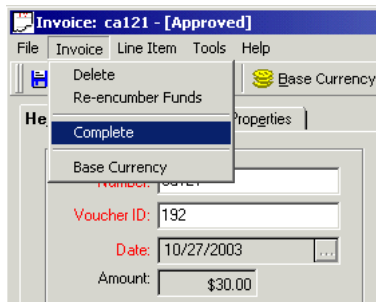 Invoice: ca121 - [Approved]
File Invoice Line Item Tools Help
Delete
Base Currency
Re-encumber Funds
He
Properties
Complete
Base Currency
Voucher ID: 192
Date: 10/27/2003 ...
Amount: $30.00